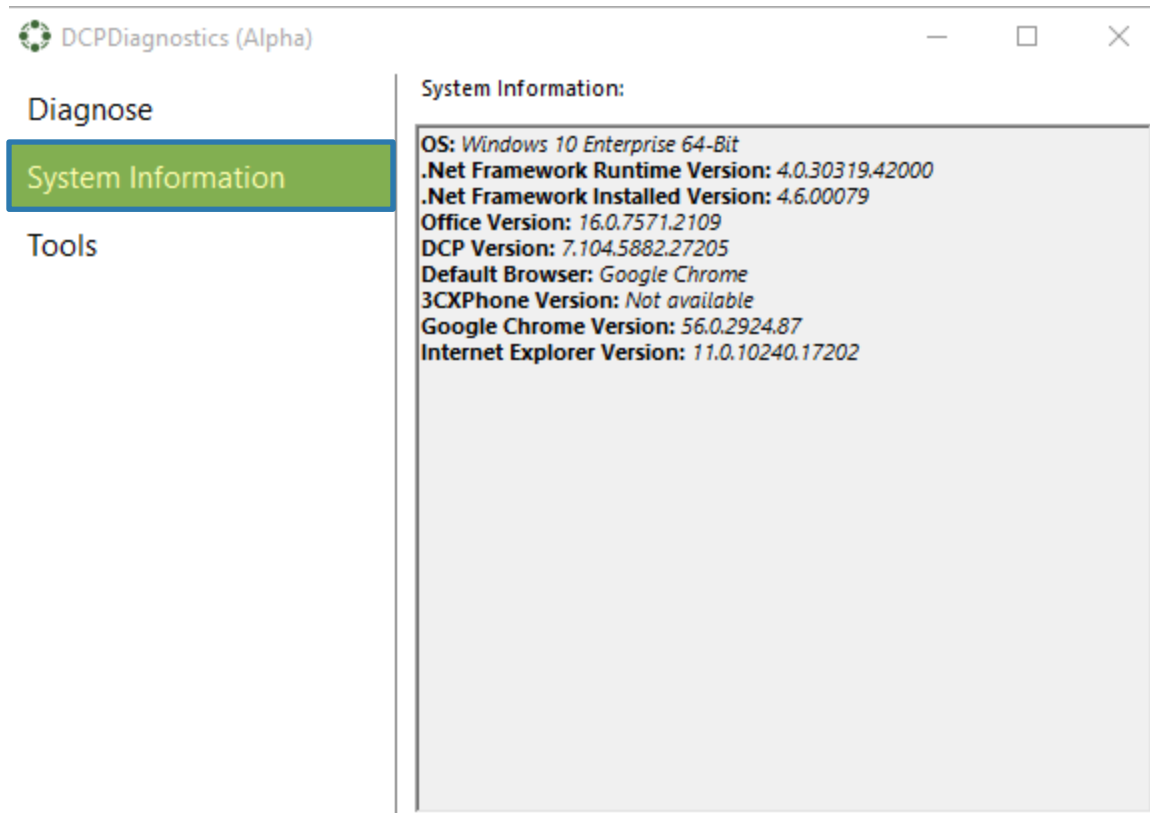 DCPDiagnostics (Alpha)
Diagnose
System Information
Tools
System Information:
OS: Windows 10 Enterprise 64-Bit
.Net Framework Runtime Version: 4.0.30319.42000
.Net Framework Installed Version: 4.6.00079
Office Version: 16.0.7571.2109
DCP Version: 7.104.5882.27205
Default Browser: Google Chrome
3CXPhone Version: Not available
Google Chrome Version: 56.0.2924.87
Internet Explorer Version: 11.0.10240.17202